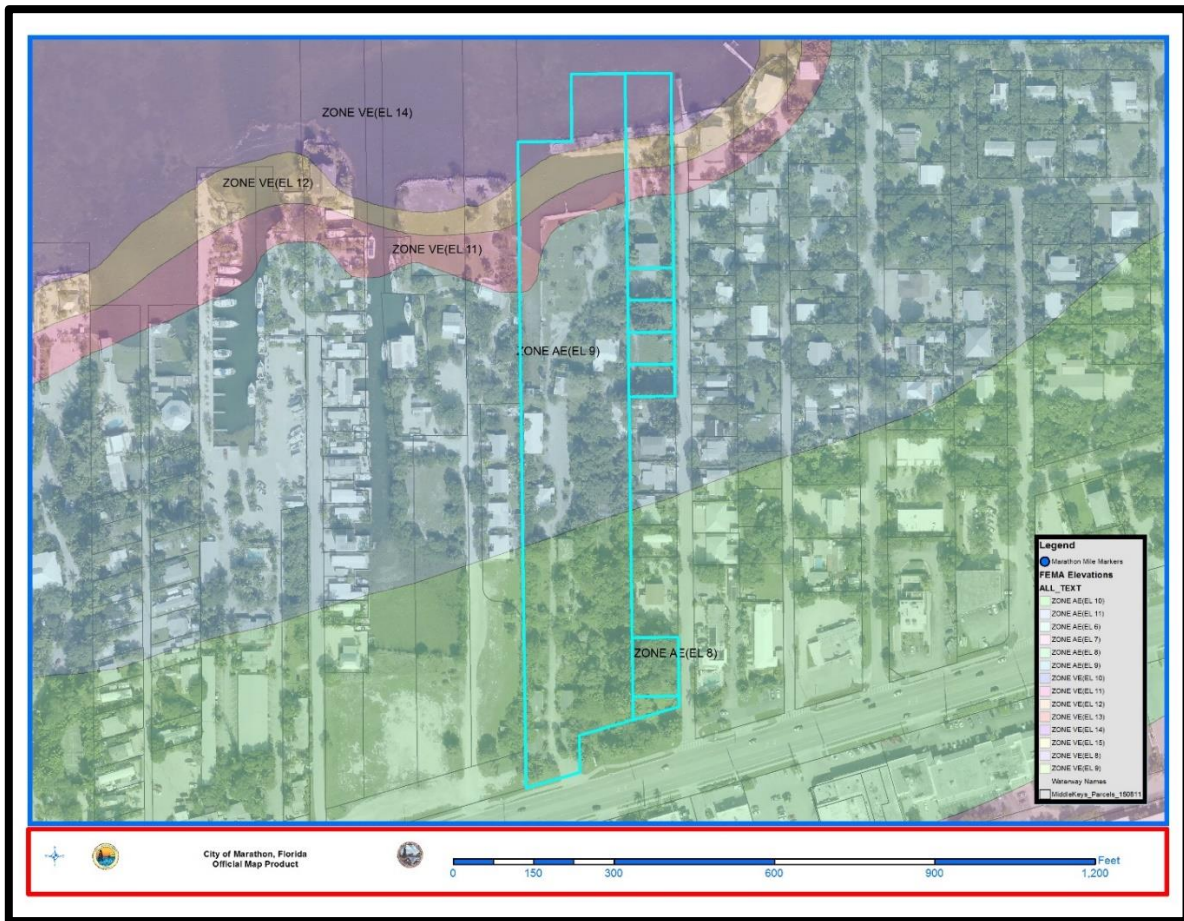 ZONE VE(EL 14)
ZONE VE(EL 12)
ZONE VE(EL 11)
ZONE AE(EL 9)
ZONE AE(EL 8)
Legend
Marathon Mile Markers
FEMA Elevations
ALL_TEXT
ZONE AE(EL 10)
ZONE AE(EL 11)
ZONE AE(EL 6)
ZONE AE(EL 7)
ZONE AE(EL 8)
ZONE AE(EL 9)
ZONE VE(EL 10)
ZONE VE(EL 11)
ZONE VE(EL 12)
ZONE VE(EL 13)
ZONE VE(EL 14)
ZONE VE(EL 15)
ZONE VE(EL 8)
ZONE VE(EL 9)
Waterway Names
MiddleKeys_Parcels_150811
City of Marathon, Florida
Official Map Product
Feet
0 150 300 600 900 1,200